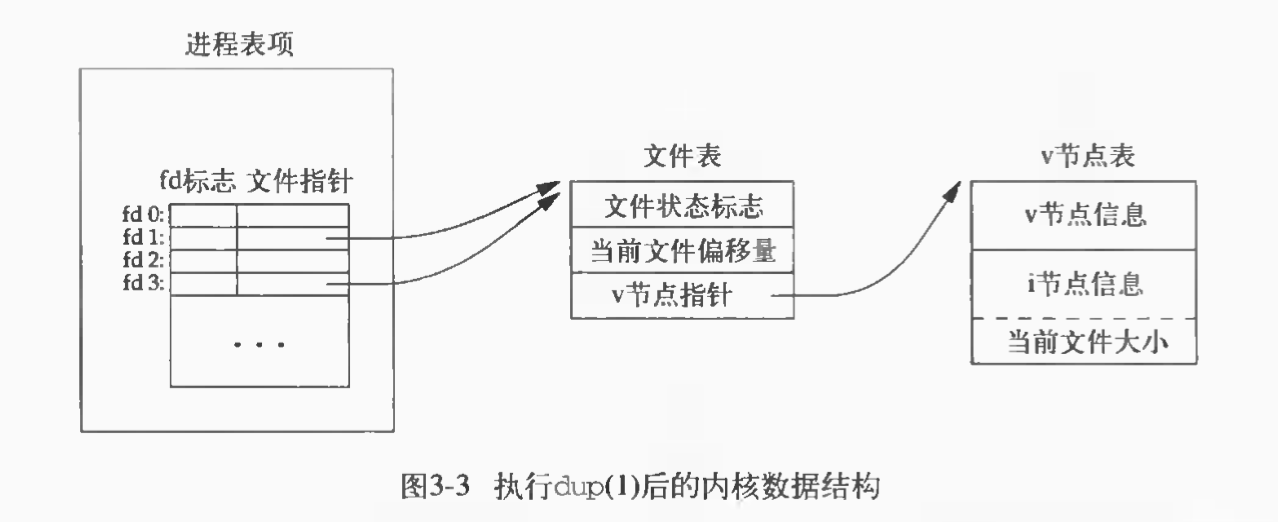 进程表项
fd标志 文件指针
fd 0:
fd 1:
fd 2:
fd 3:
...
文件表
文件状态标志
当前文件偏移量
v节点指针
v节点表
v节点信息
i节点信息
当前文件大小
图3-3 执行dup(1)后的内核数据结构